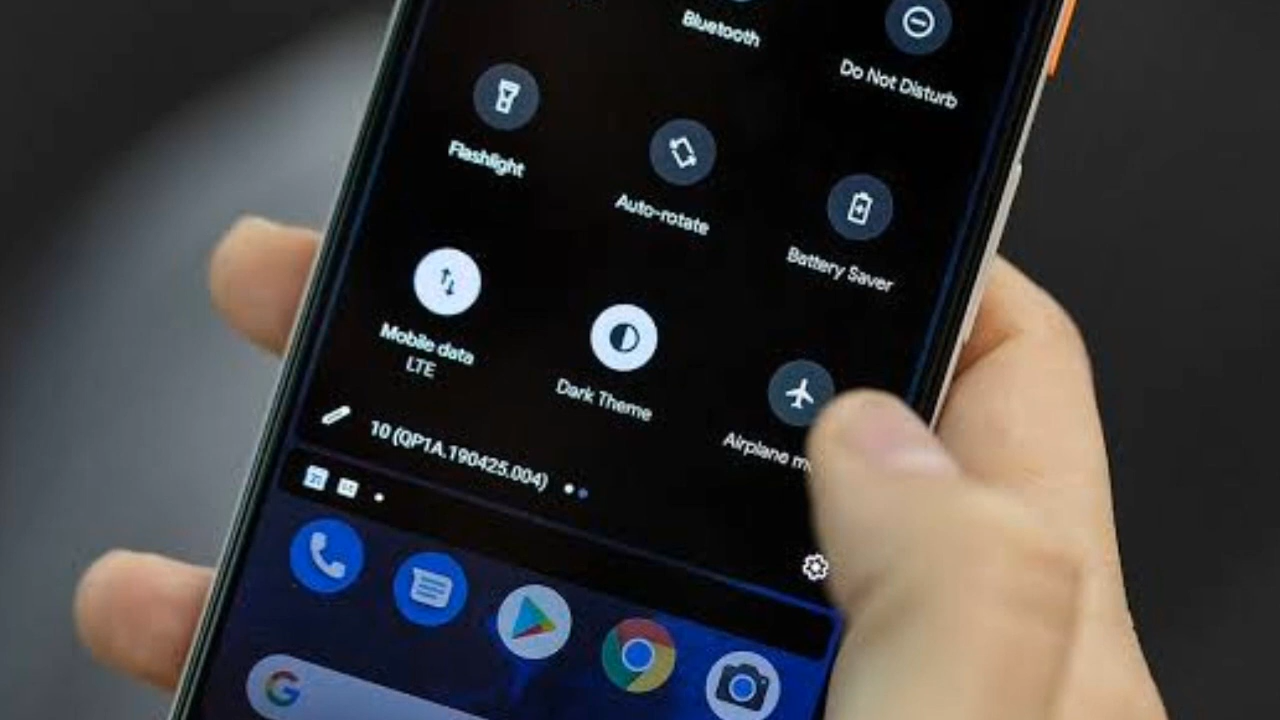 Bluetooth
Do Not Disturb
Flashlight
Auto-rotate
Battery Saver
Mobile data
LTE
Dark Theme
Airplane
10 (QP1A.190425.004)
G